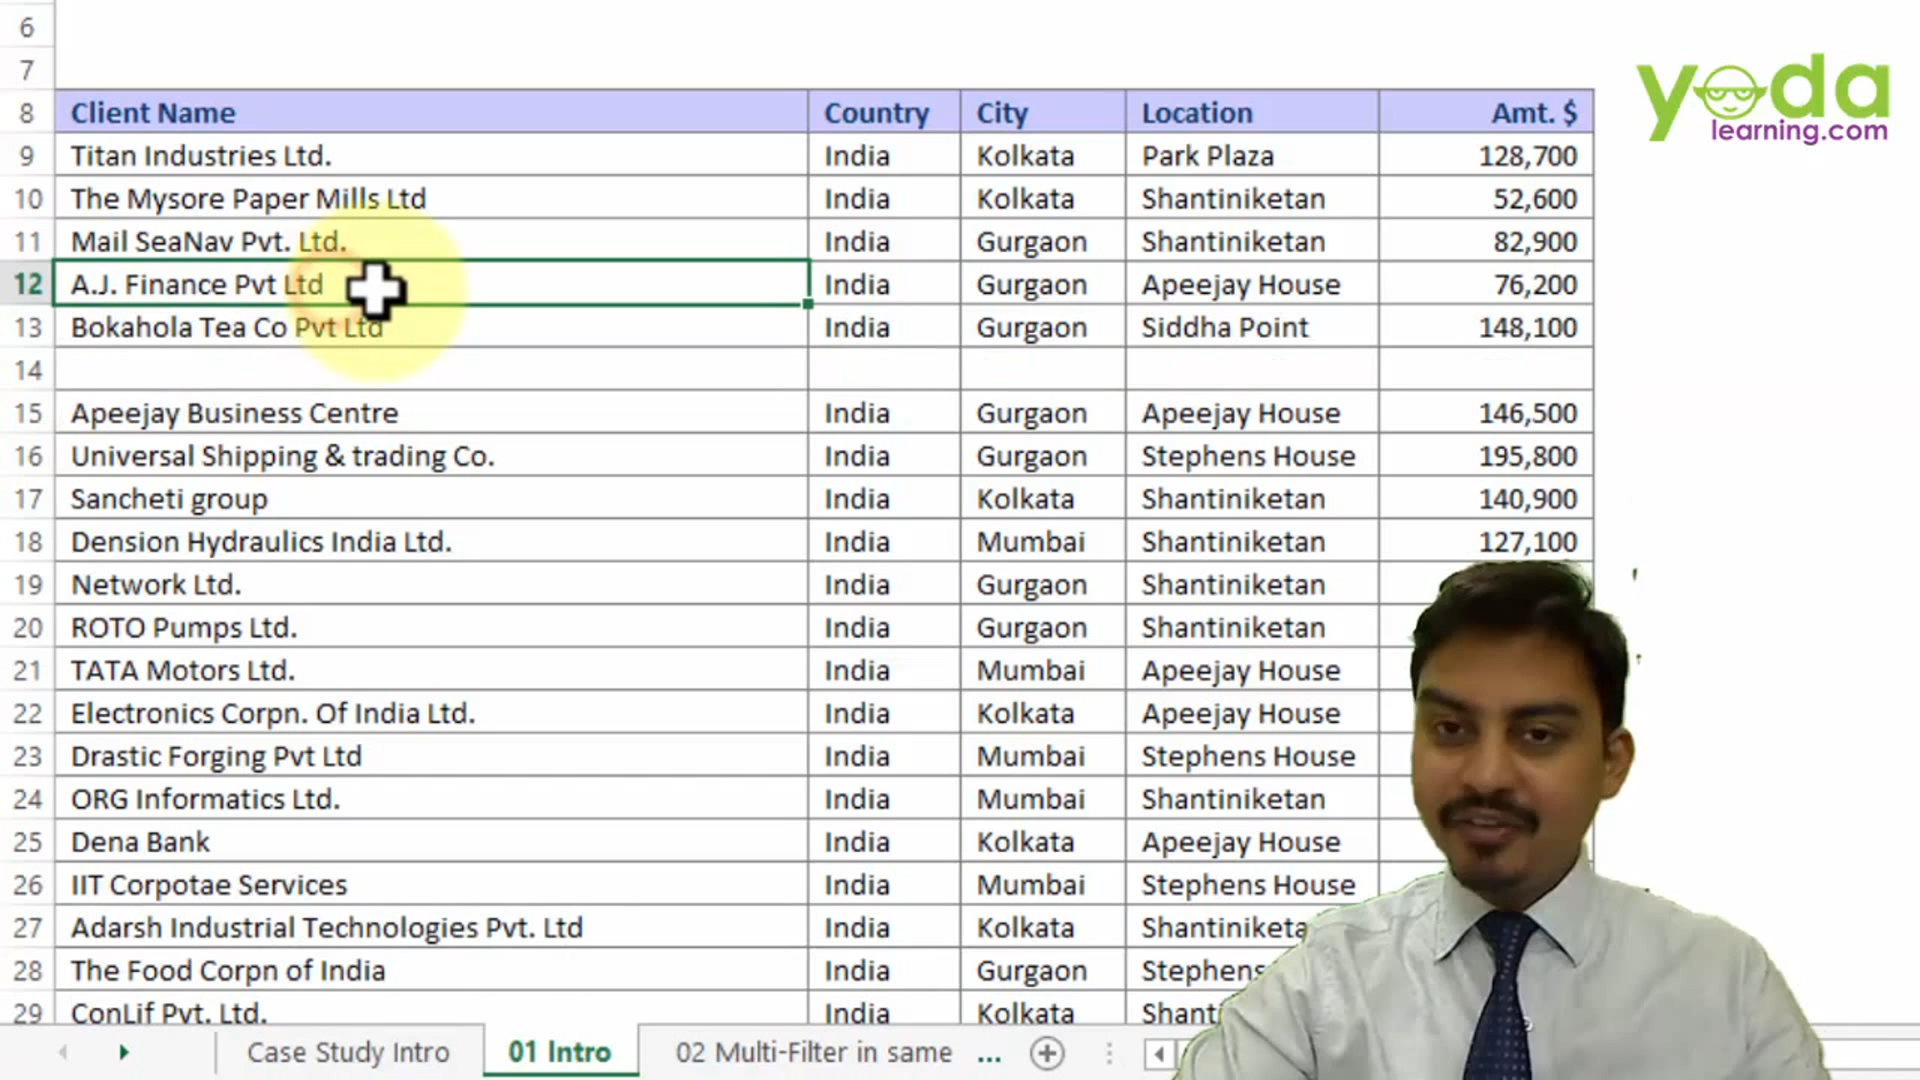 yoda
learning.com
6
7
8 Client Name Country City Location Amt. $
9 Titan Industries Ltd. India Kolkata Park Plaza 128,700
10 The Mysore Paper Mills Ltd India Kolkata Shantiniketan 52,600
11 Mail SeaNav Pvt. Ltd. India Gurgaon Shantiniketan 82,900
12 A.J. Finance Pvt Ltd India Gurgaon Apeejay House 76,200
13 Bokahola Tea Co Pvt Ltd India Gurgaon Siddha Point 148,100
14
15 Apeejay Business Centre India Gurgaon Apeejay House 146,500
16 Universal Shipping & trading Co. India Gurgaon Stephens House 195,800
17 Sancheti group India Kolkata Shantiniketan 140,900
18 Dension Hydraulics India Ltd. India Mumbai Shantiniketan 127,100
19 Network Ltd. India Gurgaon Shantiniketan
20 ROTO Pumps Ltd. India Gurgaon Shantiniketan
21 TATA Motors Ltd. India Mumbai Apeejay House
22 Electronics Corpn. Of India Ltd. India Kolkata Apeejay House
23 Drastic Forging Pvt Ltd India Mumbai Stephens House
24 ORG Informatics Ltd. India Mumbai Shantiniketan
25 Dena Bank India Kolkata Apeejay House
26 IIT Corpotae Services India Mumbai Stephens House
27 Adarsh Industrial Technologies Pvt. Ltd India Kolkata Shantiniketa
28 The Food Corpn of India India Gurgaon Stephens
29 ConLif Pvt. Ltd. India Kolkata Shanti
Case Study Intro 01 Intro 02 Multi-Filter in same ...